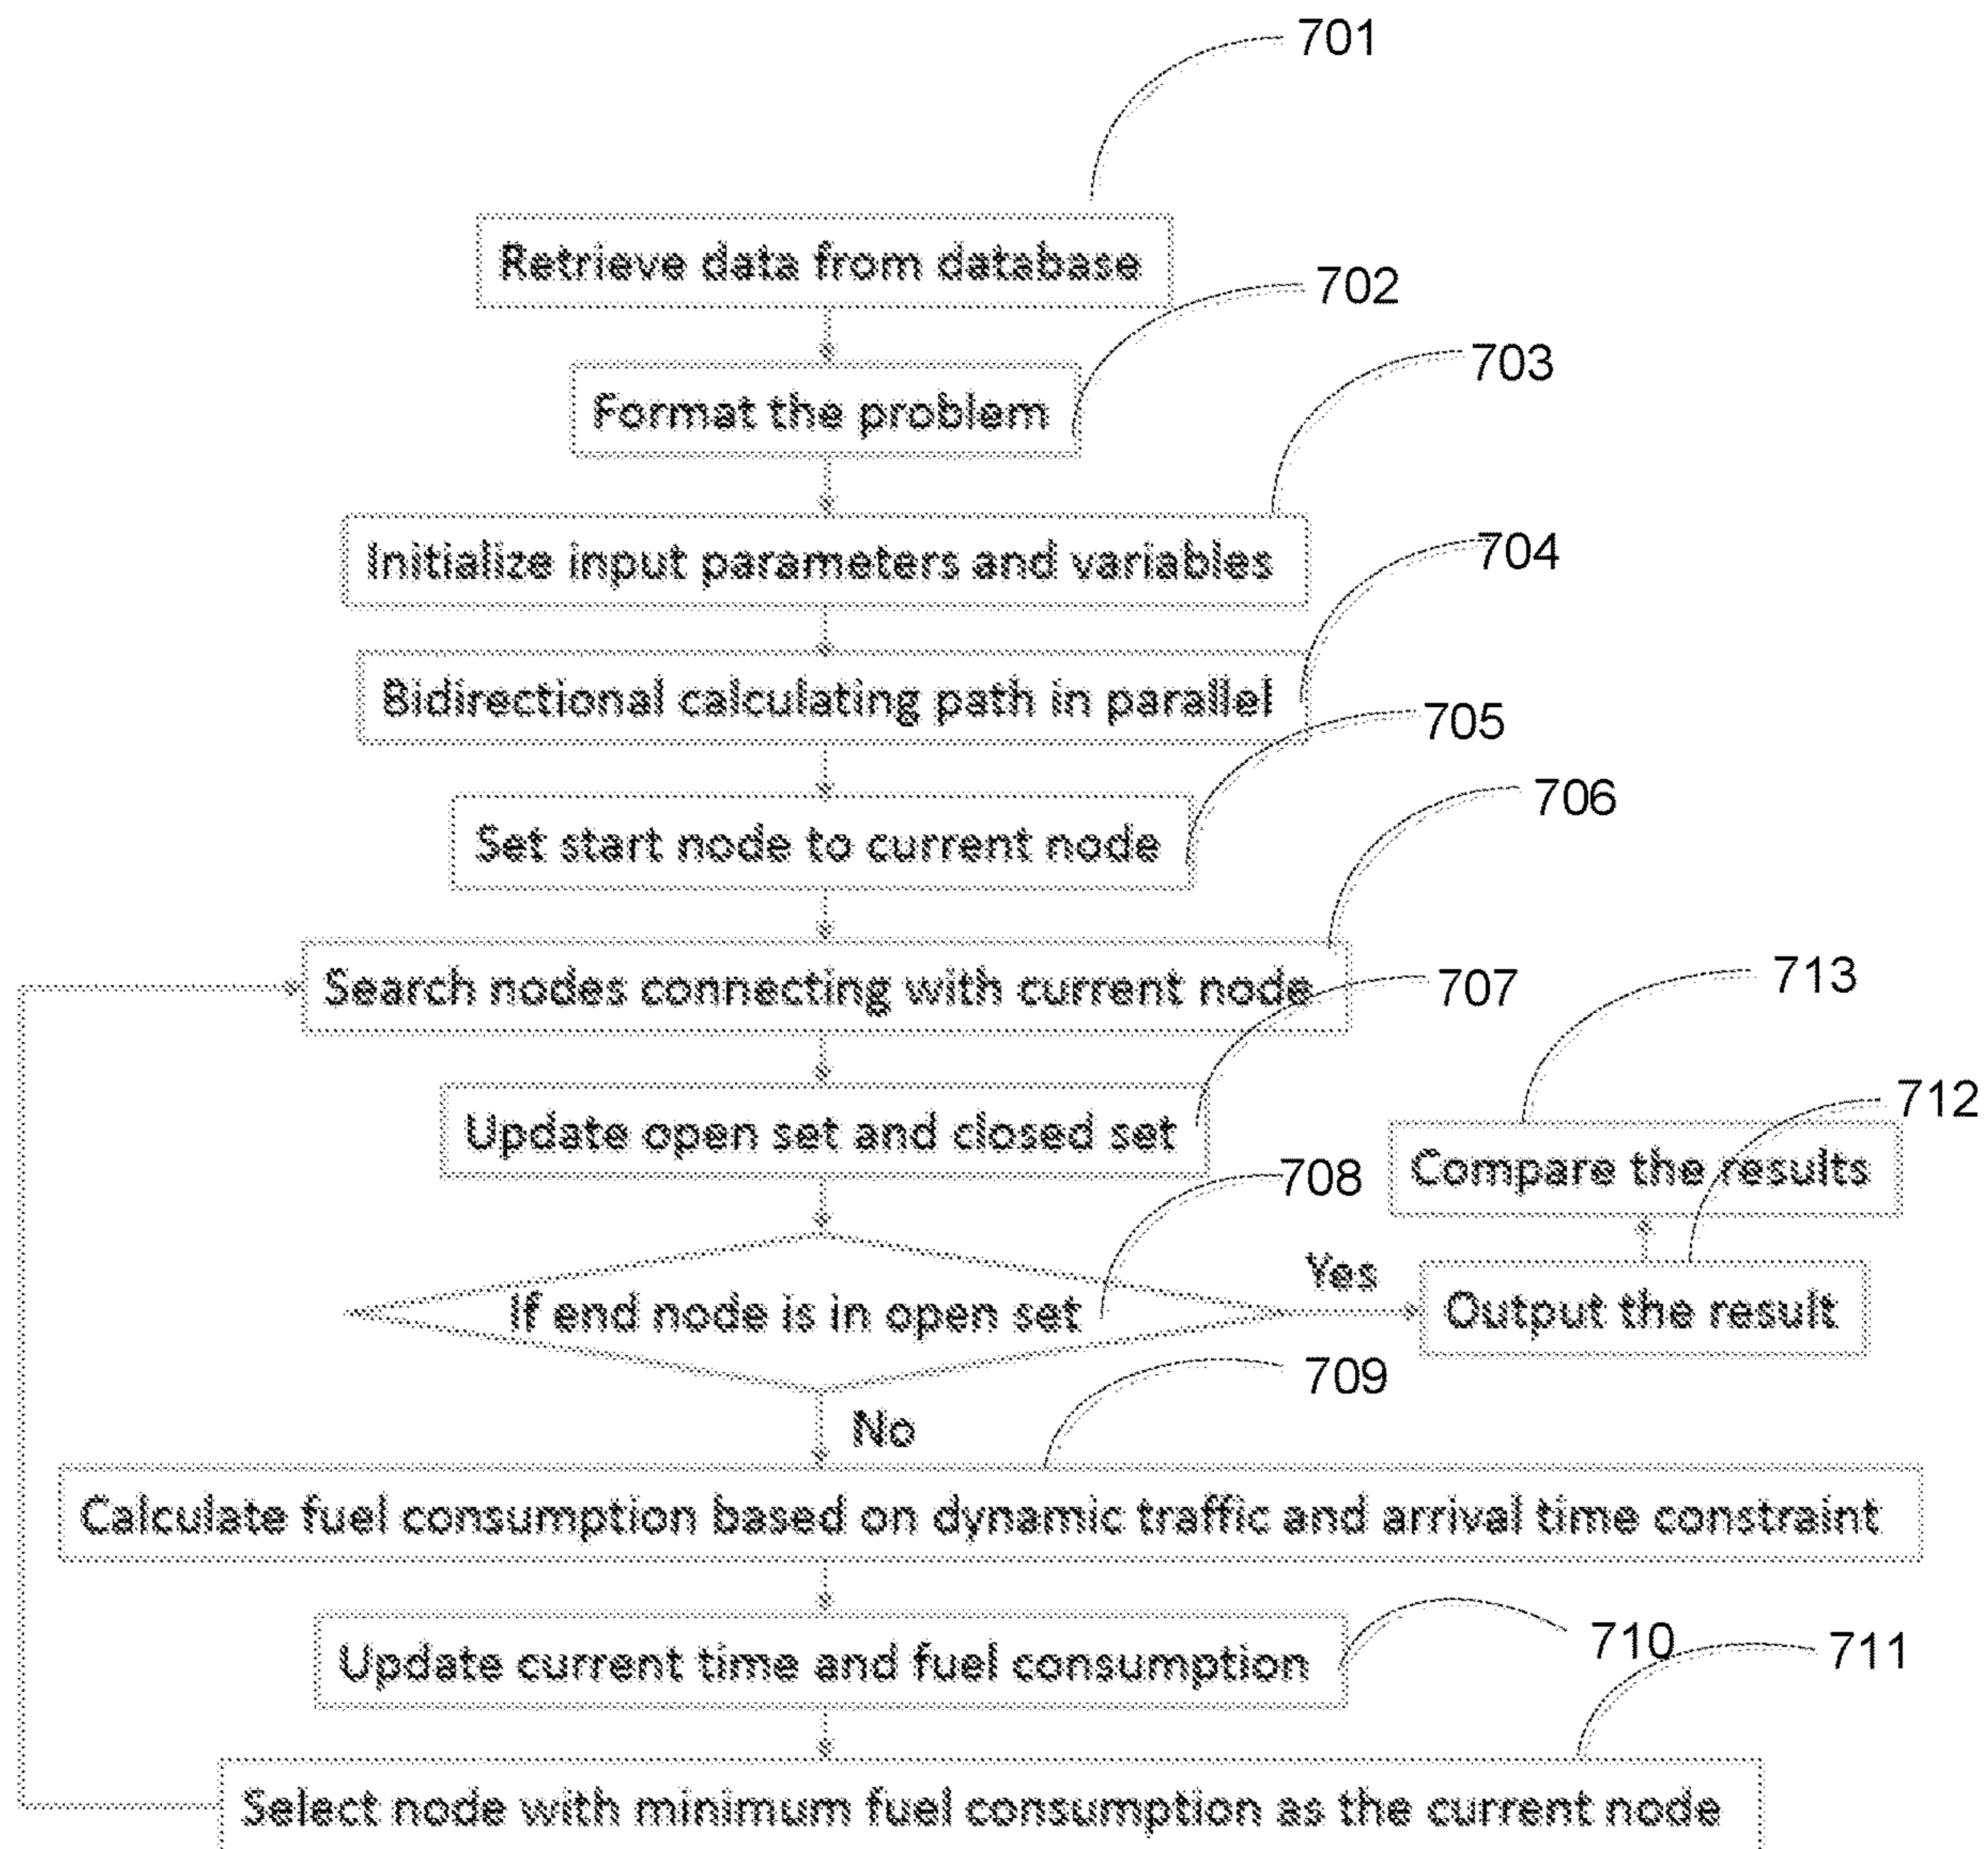 701
Retrieve data from database
702
Format the problem
703
Initialize input parameters and variables
704
Bidirectional calculating path in parallel
705
Set start node to current node
706
Search nodes connecting with current node
707
Update open set and closed set
708
If end node is in open set
Yes
No
Output the result
712
Compare the results
713
709
Calculate fuel consumption based on dynamic traffic and arrival time constraint
710
Update current time and fuel consumption
711
Select node with minimum fuel consumption as the current node